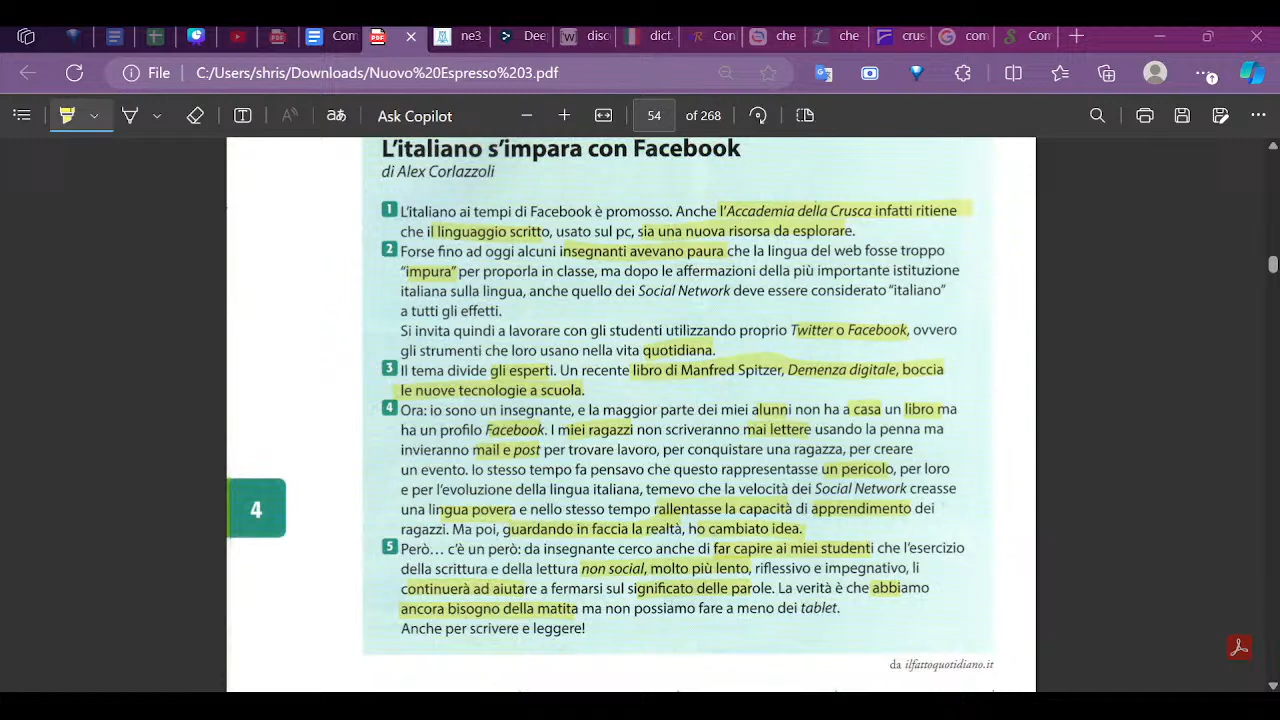 Com
ne3
Dee
disc
dict.
Con
che
che
crus
com
Com
File
C:/Users/shris/Downloads/Nuovo%20Espresso%203.pdf
Ask Copilot
54 of 268
L'italiano s'impara con Facebook
di Alex Corlazzoli
1 L'italiano ai tempi di Facebook è promosso. Anche l'Accademia della Crusca infatti ritiene
che il linguaggio scritto, usato sul pc, sia una nuova risorsa da esplorare.
2 Forse fino ad oggi alcuni insegnanti avevano paura che la lingua del web fosse troppo
"impura" per proporla in classe, ma dopo le affermazioni della più importante istituzione
italiana sulla lingua, anche quello dei Social Network deve essere considerato "italiano"
a tutti gli effetti.
Si invita quindi a lavorare con gli studenti utilizzando proprio Twitter o Facebook, ovvero
gli strumenti che loro usano nella vita quotidiana.
3 Il tema divide gli esperti. Un recente libro di Manfred Spitzer, Demenza digitale, boccia
le nuove tecnologie a scuola.
4 Ora: io sono un insegnante, e la maggior parte dei miei alunni non ha a casa un libro ma
ha un profilo Facebook. I miei ragazzi non scriveranno mai lettere usando la penna ma
invieranno mail e post per trovare lavoro, per conquistare una ragazza, per creare
un evento. Io stesso tempo fa pensavo che questo rappresentasse un pericolo, per loro
e per l'evoluzione della lingua italiana, temevo che la velocità dei Social Network creasse
una lingua povera e nello stesso tempo rallentasse la capacità di apprendimento dei
ragazzi. Ma poi, guardando in faccia la realtà, ho cambiato idea.
5 Però... c'è un però: da insegnante cerco anche di far capire ai miei studenti che l'esercizio
della scrittura e della lettura non social, molto più lento, riflessivo e impegnativo, li
continuerà ad aiutare a fermarsi sul significato delle parole. La verità è che abbiamo
ancora bisogno della matita ma non possiamo fare a meno dei tablet.
Anche per scrivere e leggere!
4
da ilfattoquotidiano.it